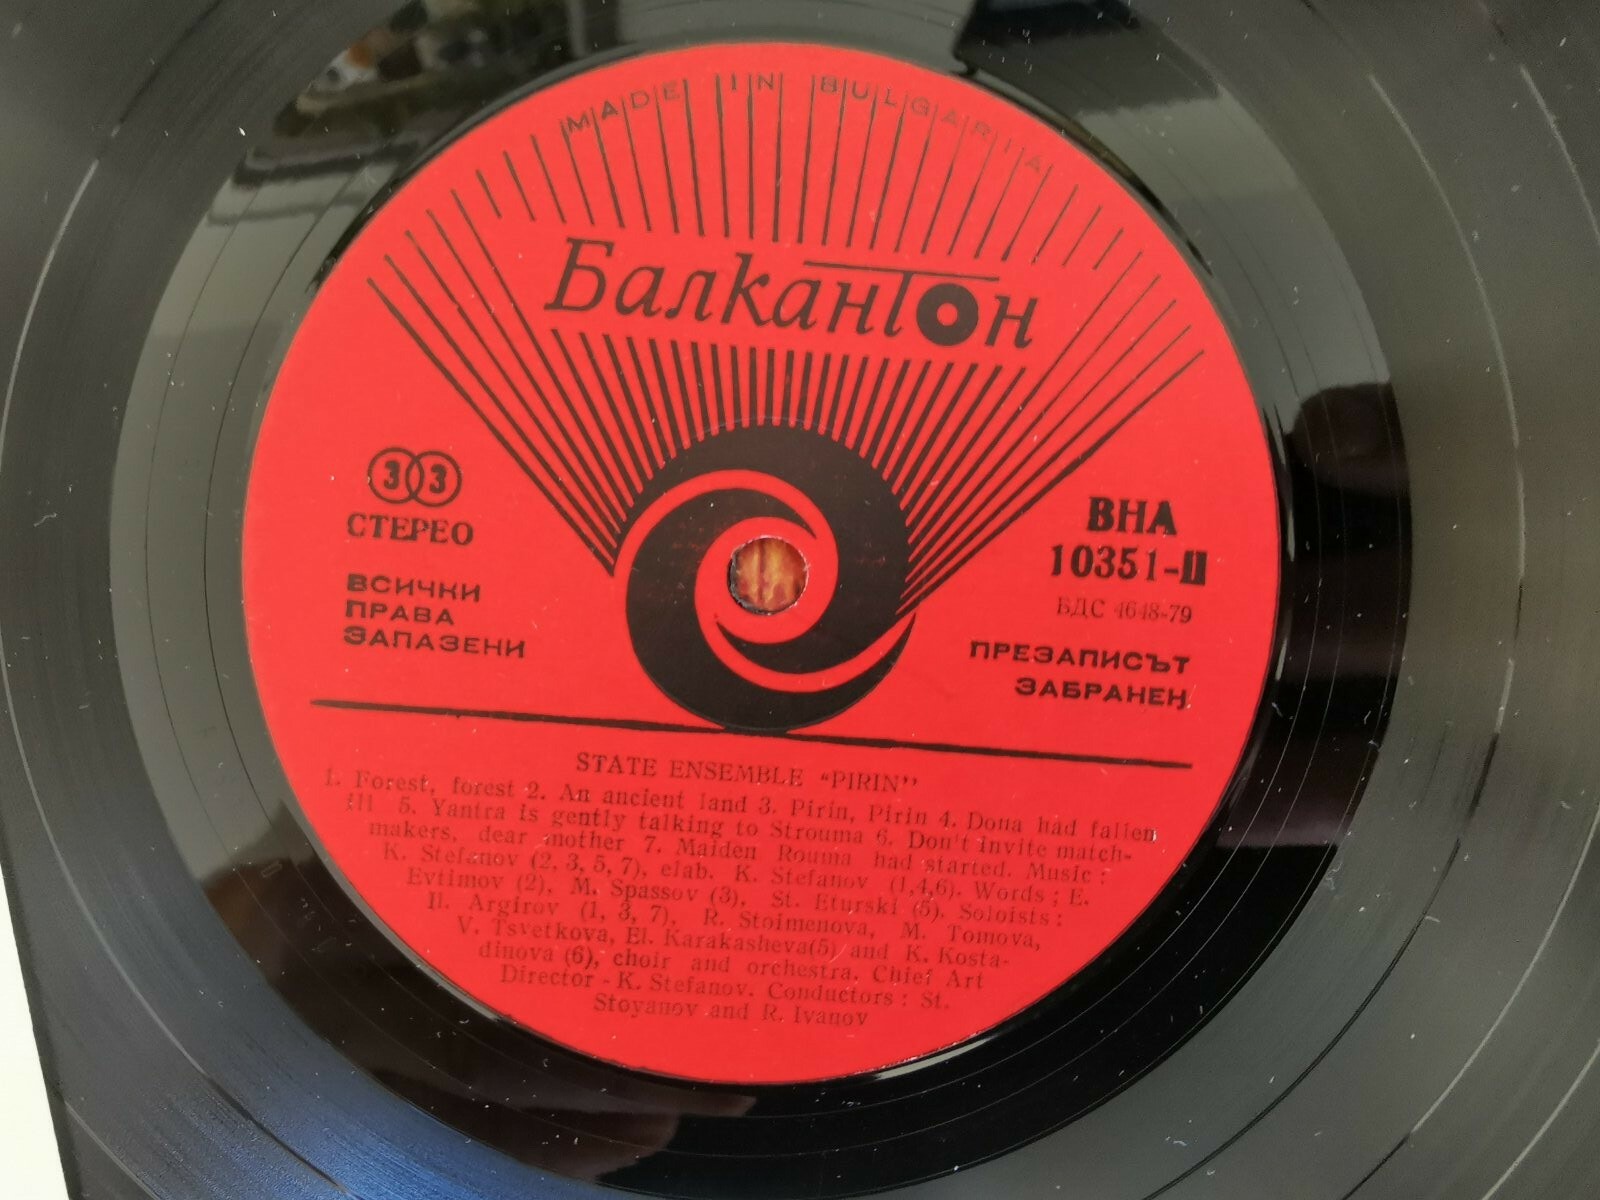 MADE IN BULGARIA
Балкантон
33
СТЕРЕО
ВСИЧКИ
ПРАВА
ЗАПАЗЕНИ
ВНА
10351-II
БДС 4648-79
ПРЕЗАПИСЪТ
ЗАБРАНЕН
STATE ENSEMBLE “PIRIN”
1. Forest, forest 2. An ancient land 3. Pirin, Pirin 4. Dona had fallen
ill 5. Yantra is gently talking to Strouma 6. Don't invite match-
makers, dear mother 7. Maiden Rouma had started. Music :
K. Stefanov (2, 3, 5, 7), elab. K. Stefanov (1,4,6). Words ; E.
Evtimov (2), M. Spassov (3), St. Eturski (5). Soloists :
Il. Argirov (1, 3, 7), R. Stoimenova, M. Tomova,
V. Tsvetkova, El. Karakasheva(5) and K. Kosta-
dinova (6), choir and orchestra. Chief Art
Director - K. Stefanov. Conductors : St.
Stoyanov and R. Ivanov